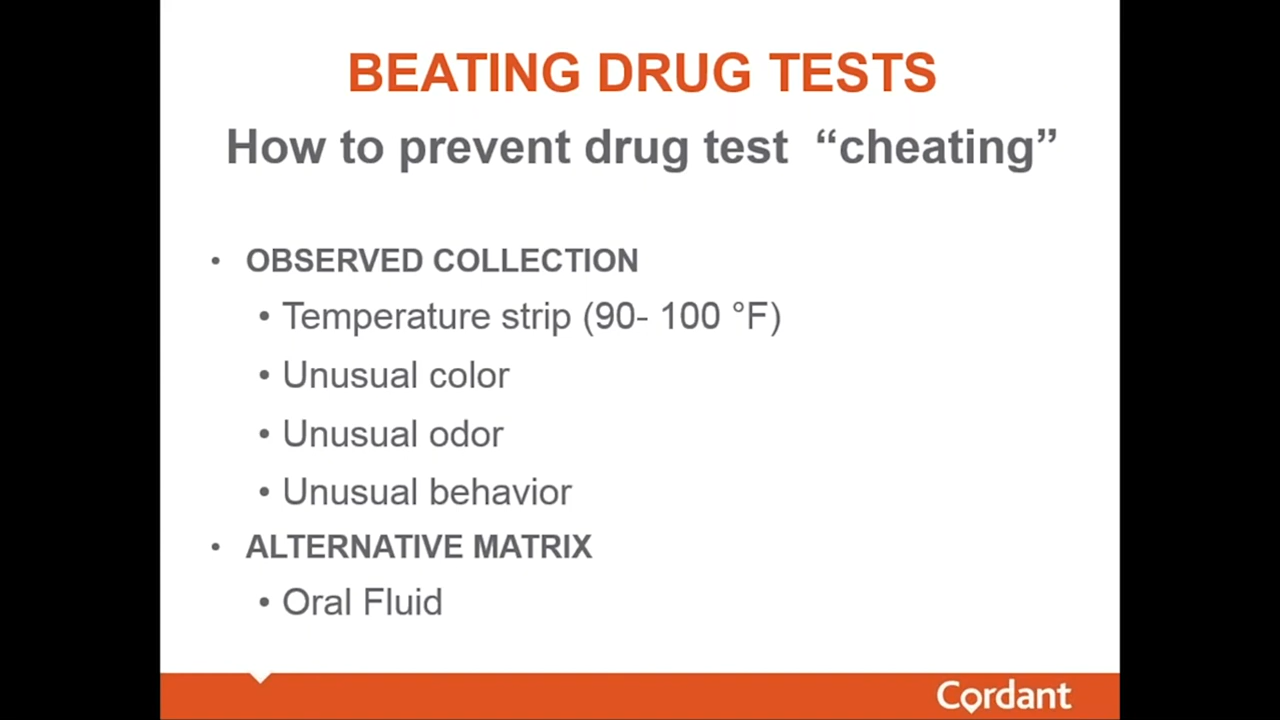 BEATING DRUG TESTS
How to prevent drug test “cheating”
• OBSERVED COLLECTION
• Temperature strip (90- 100 °F)
• Unusual color
• Unusual odor
• Unusual behavior
• ALTERNATIVE MATRIX
• Oral Fluid
Cordant